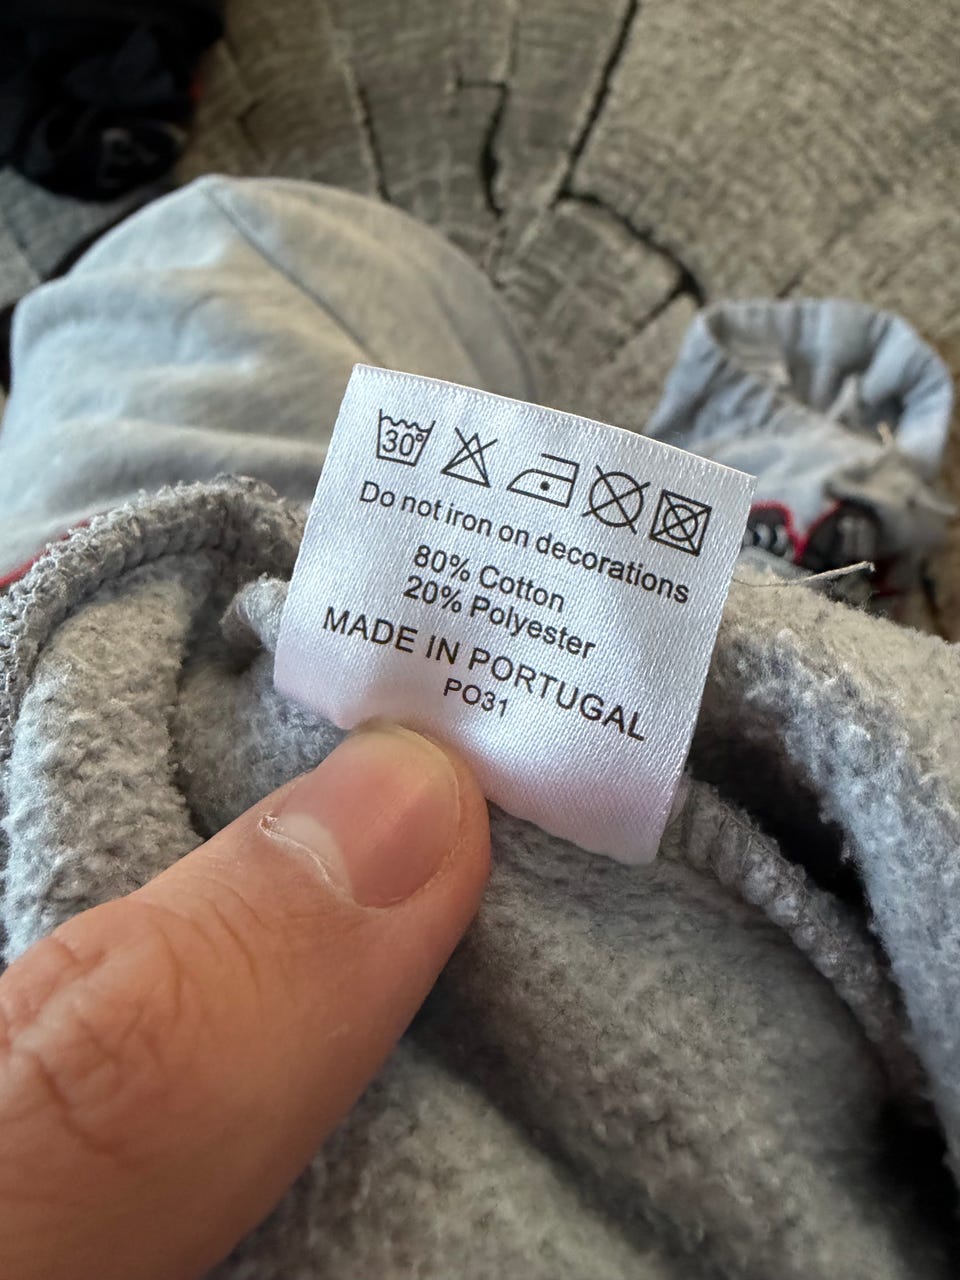 30°
Do not iron on decorations
80% Cotton
20% Polyester
MADE IN PORTUGAL
PO31